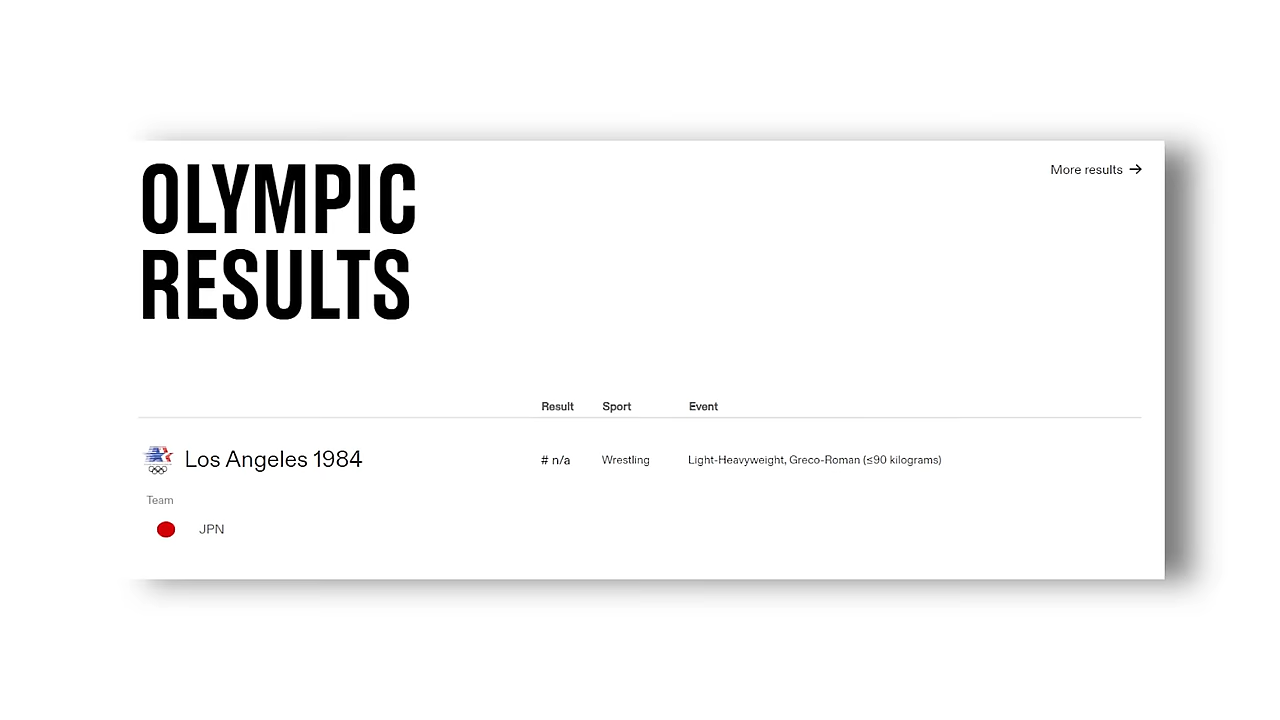 OLYMPIC
RESULTS
More results →
Result Sport Event
Los Angeles 1984 # n/a Wrestling Light-Heavyweight, Greco-Roman (≤90 kilograms)
Team
JPN